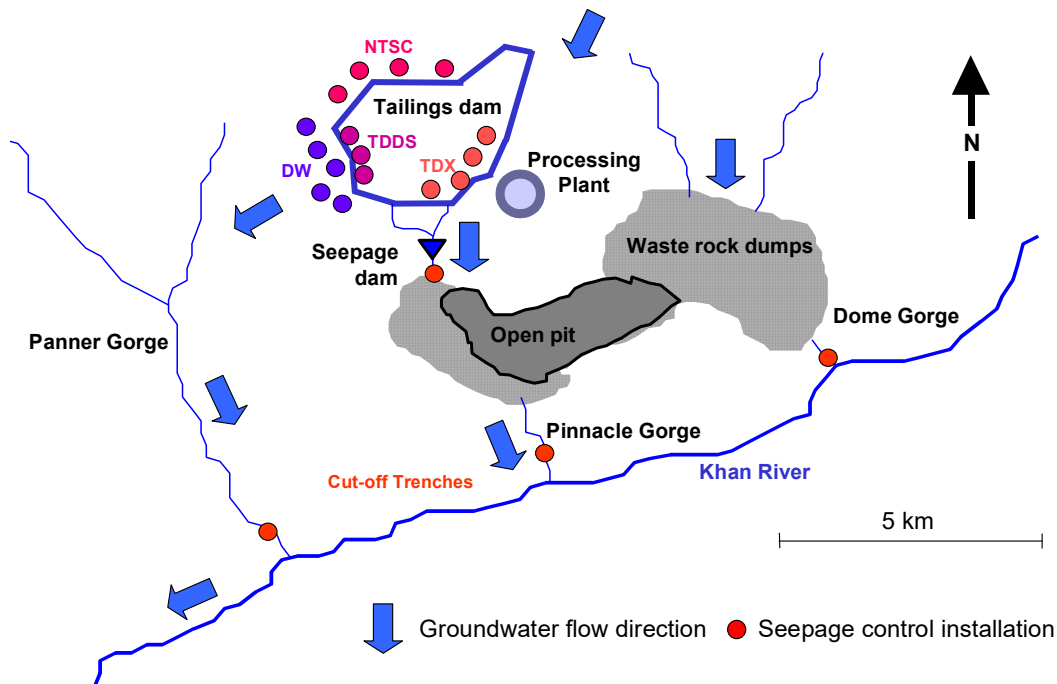 NTSC
Tailings dam
TDDS
DW
TDX
Processing
Plant
N
Seepage
dam
Waste rock dumps
Open pit
Dome Gorge
Panner Gorge
Pinnacle Gorge
Khan River
Cut-off Trenches
5 km
Groundwater flow direction
Seepage control installation